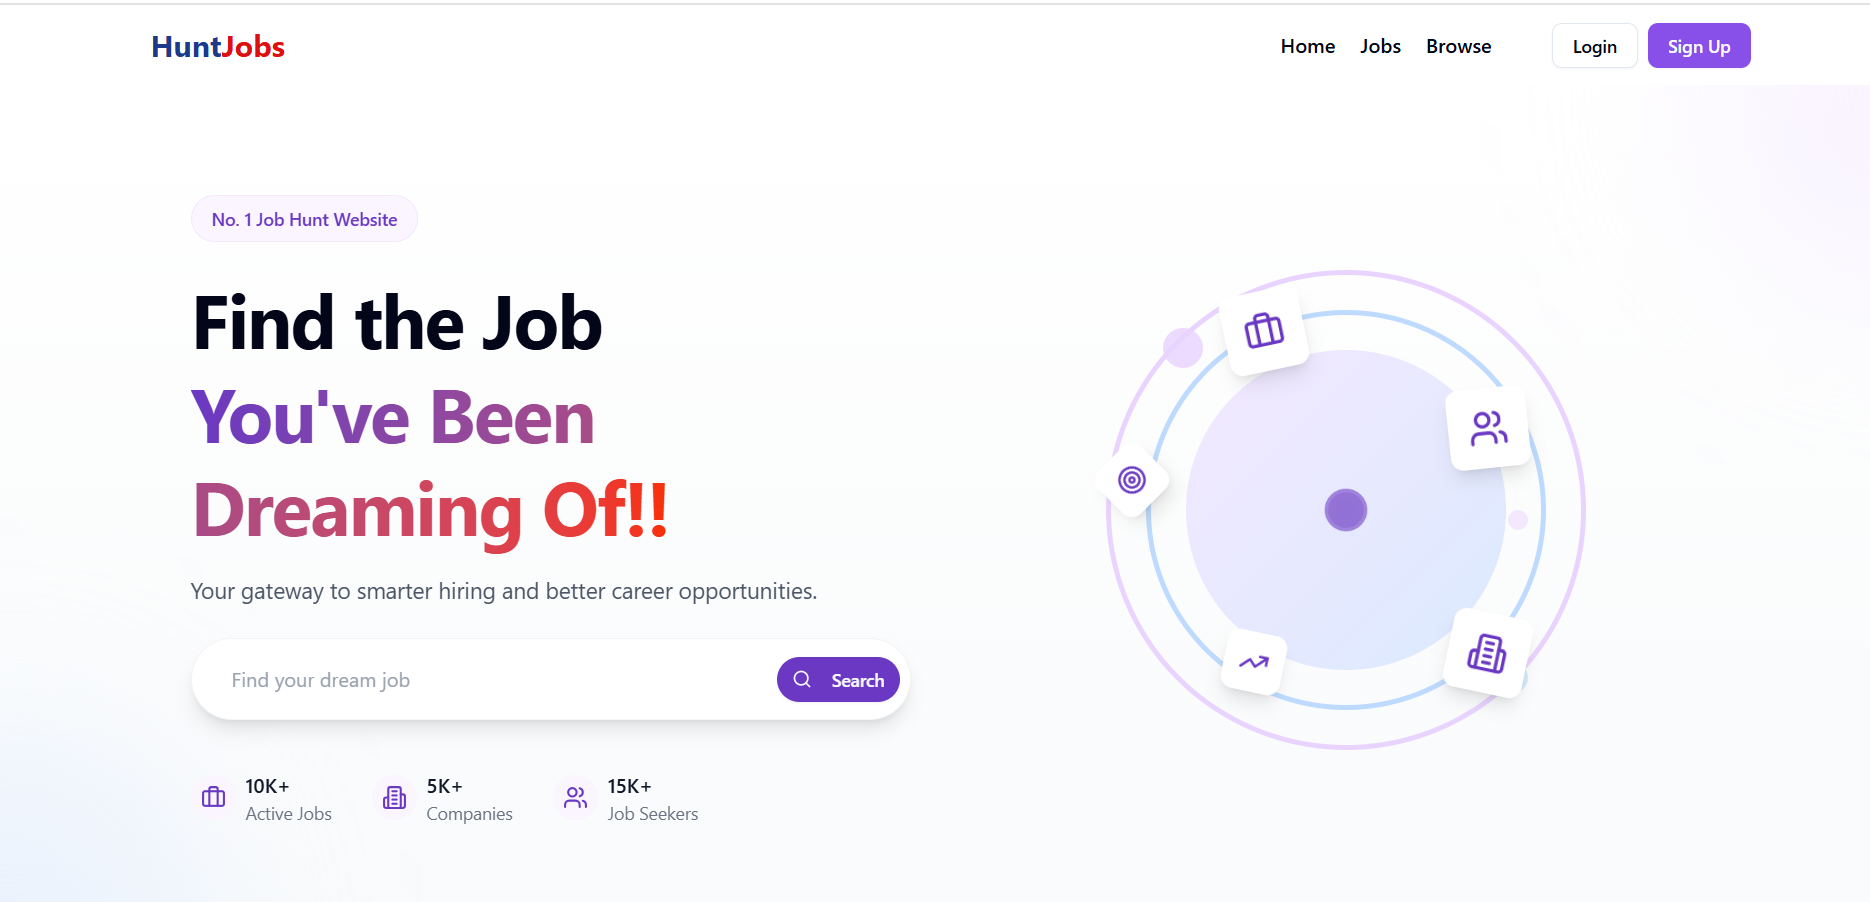 HuntJobs
Home Jobs Browse Login Sign Up
No. 1 Job Hunt Website
Find the Job
You've Been
Dreaming Of!!
Your gateway to smarter hiring and better career opportunities.
Find your dream job Search
10K+ 5K+ 15K+
Active Jobs Companies Job Seekers